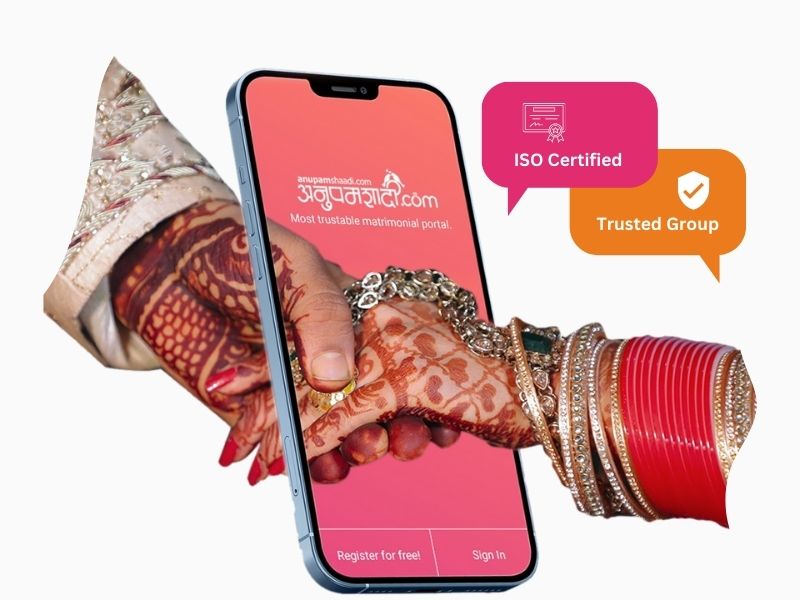 anupamshaadi.com
अनुपमशादी.com
Most trustable matrimonial portal.
Register for free!
Sign In
ISO Certified
Trusted Group